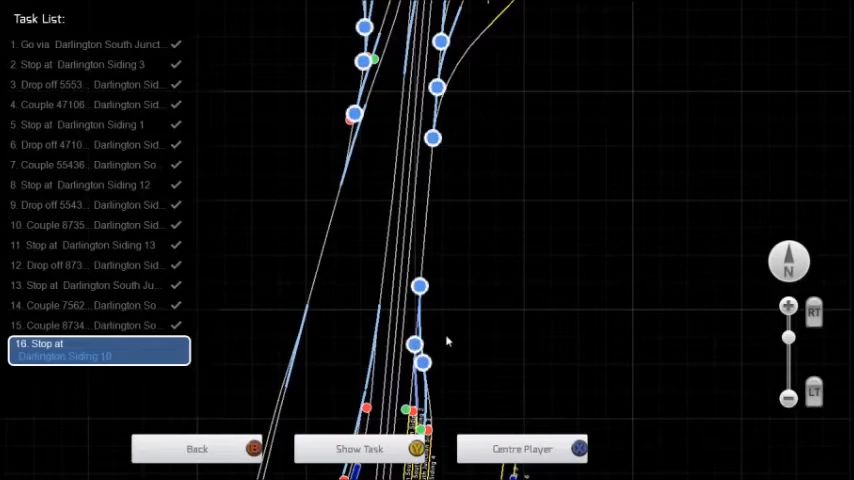 Task List:
1. Go via Darlington South Junct...
2. Stop at Darlington Siding 3
3. Drop off 5553... Darlington Sid...
4. Couple 47106... Darlington Sid...
5. Stop at Darlington Siding 1
6. Drop off 4710... Darlington Sid...
7. Couple 55436... Darlington So...
8. Stop at Darlington Siding 12
9. Drop off 5543... Darlington Sid...
10. Couple 8735... Darlington Sid...
11. Stop at Darlington Siding 13
12. Drop off 873... Darlington Sid...
13. Stop at Darlington South Ju...
14. Couple 7562... Darlington So...
15. Couple 8734... Darlington So...
16. Stop at
Darlington Siding 10
N
RT
LT
Back B
Show Task Y
Centre Player X
Siding 4